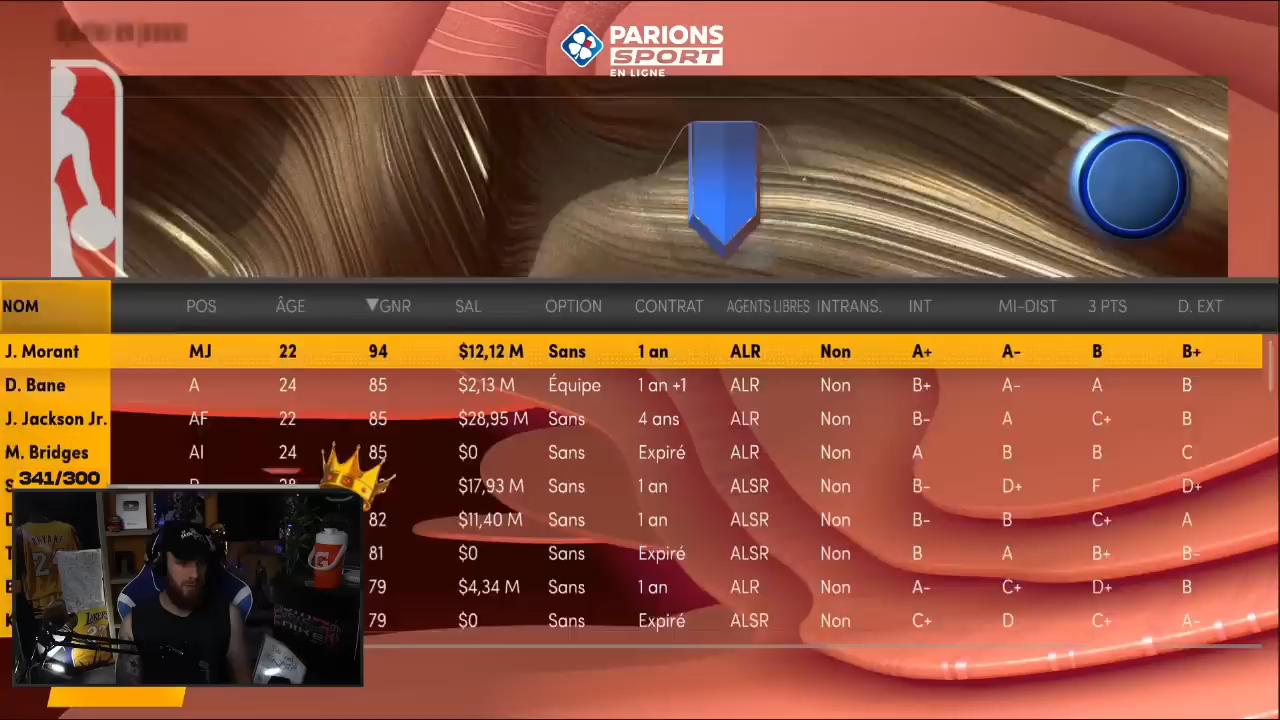 PARIONS
SPORT
EN LIGNE
NOM POS ÂGE ▼GNR SAL OPTION CONTRAT AGENTS LIBRES INTRANS. INT MI-DIST 3 PTS D. EXT
J. Morant MJ 22 94 $12,12 M Sans 1 an ALR Non A+ A- B B+
D. Bane A 24 85 $2,13 M Équipe 1 an +1 ALR Non B+ A- A B
J. Jackson Jr. AF 22 85 $28,95 M Sans 4 ans ALR Non B- A C+ B
M. Bridges AI 24 85 $0 Sans Expiré ALR Non A B B C
341/300
$17,93 M Sans 1 an ALSR Non B- D+ F D+
82 $11,40 M Sans 1 an ALSR Non B- B C+ A
81 $0 Sans Expiré ALSR Non B A B+ B-
79 $4,34 M Sans 1 an ALR Non A- C+ D+ B
79 $0 Sans Expiré ALSR Non C+ D C+ A-
LAKERS